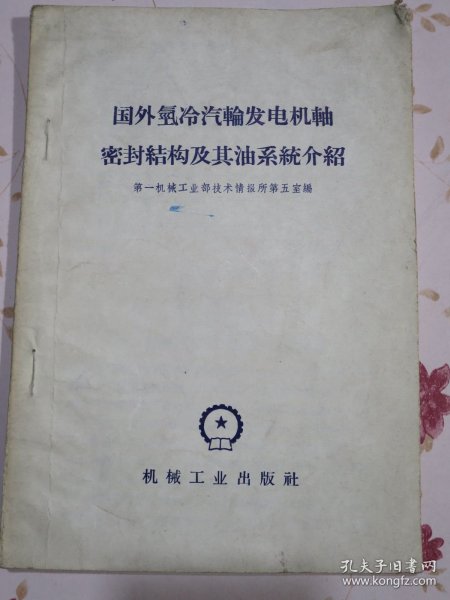 国外氢冷汽輪发电机軸
密封結构及其油系統介紹
第一机械工业部技术情报所第五室編
机械工业出版社
孔夫子旧书网
www.kongfz.com